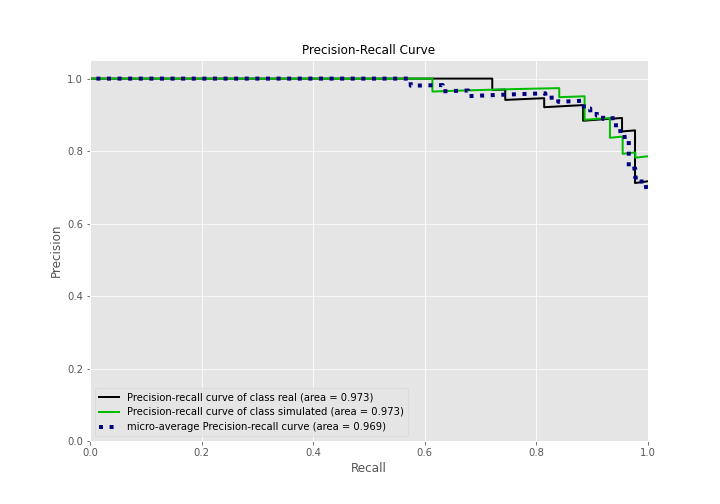 Precision-Recall Curve
1.0
0.8
0.6
0.4
0.2
0.0
Precision
Precision-recall curve of class real (area = 0.973)
Precision-recall curve of class simulated (area = 0.973)
micro-average Precision-recall curve (area = 0.969)
0.0 0.2 0.4 0.6 0.8 1.0
Recall